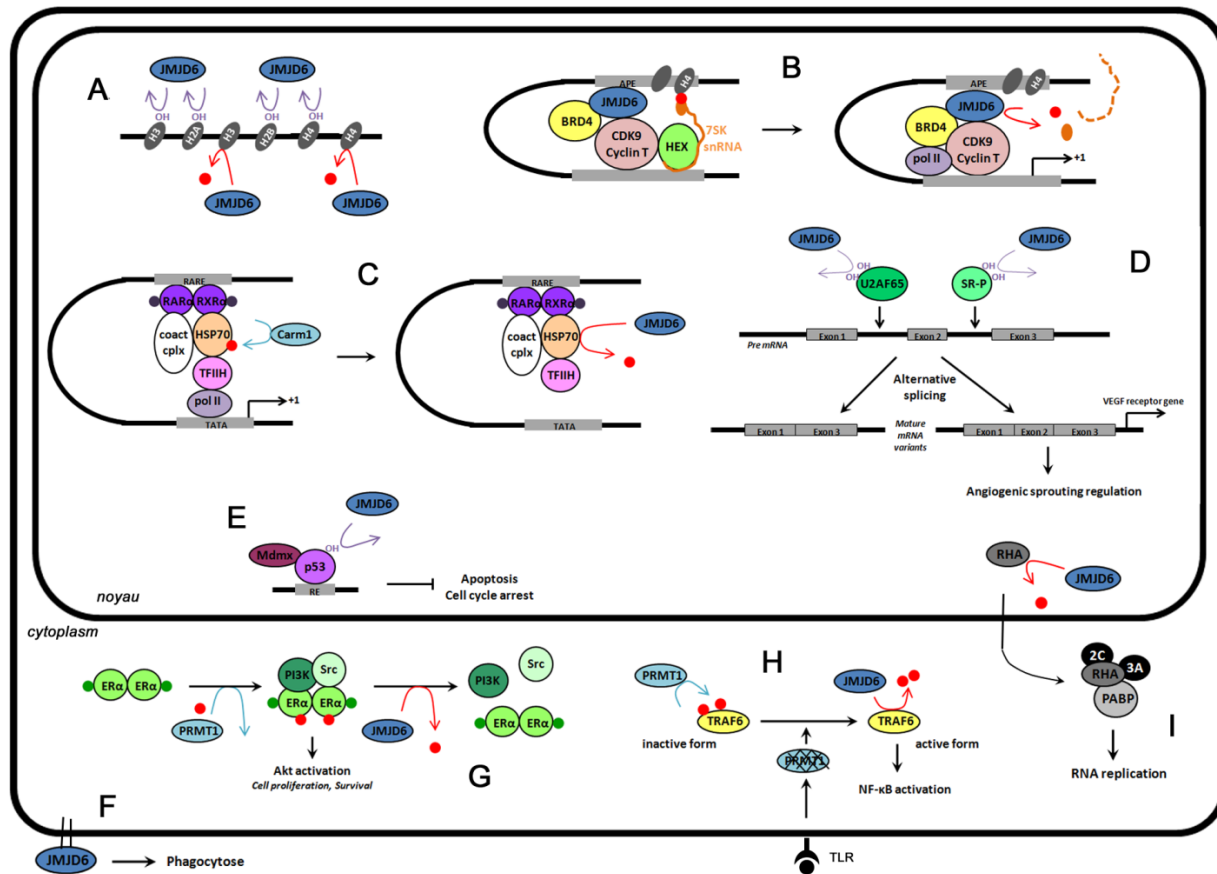 A
JMJD6
JMJD6
OH
OH
OH
OH
H3
H2A
H3
H2B
H4
H4
JMJD6
JMJD6
B
APE
H4
JMJD6
BRD4
CDK9
Cyclin T
HEX
7SK
snRNA
APE
H4
JMJD6
BRD4
CDK9
Cyclin T
pol II
+1
C
RARE
RARα
RXRα
coact
cplx
HSP70
Carm1
TFIIH
pol II
+1
TATA
RARE
RARα
RXRα
coact
cplx
HSP70
JMJD6
TFIIH
TATA
D
JMJD6
JMJD6
OH
OH
OH
OH
U2AF65
SR-P
Pre mRNA
Exon 1
Exon 2
Exon 3
Alternative
splicing
VEGF receptor gene
Exon 1
Exon 3
Mature
mRNA
variants
Exon 1
Exon 2
Exon 3
Angiogenic sprouting regulation
E
JMJD6
OH
Mdmx
p53
RE
Apoptosis
Cell cycle arrest
RHA
JMJD6
noyau
cytoplasm
ERα
ERα
PRMT1
PI3K
Src
ERα
ERα
JMJD6
PI3K
Src
ERα
ERα
Akt activation
Cell proliferation, Survival
G
H
PRMT1
TRAF6
inactive form
PRMT1
JMJD6
TRAF6
active form
NF-κB activation
TLR
2C
RHA
3A
PABP
I
RNA replication
F
JMJD6
Phagocytose